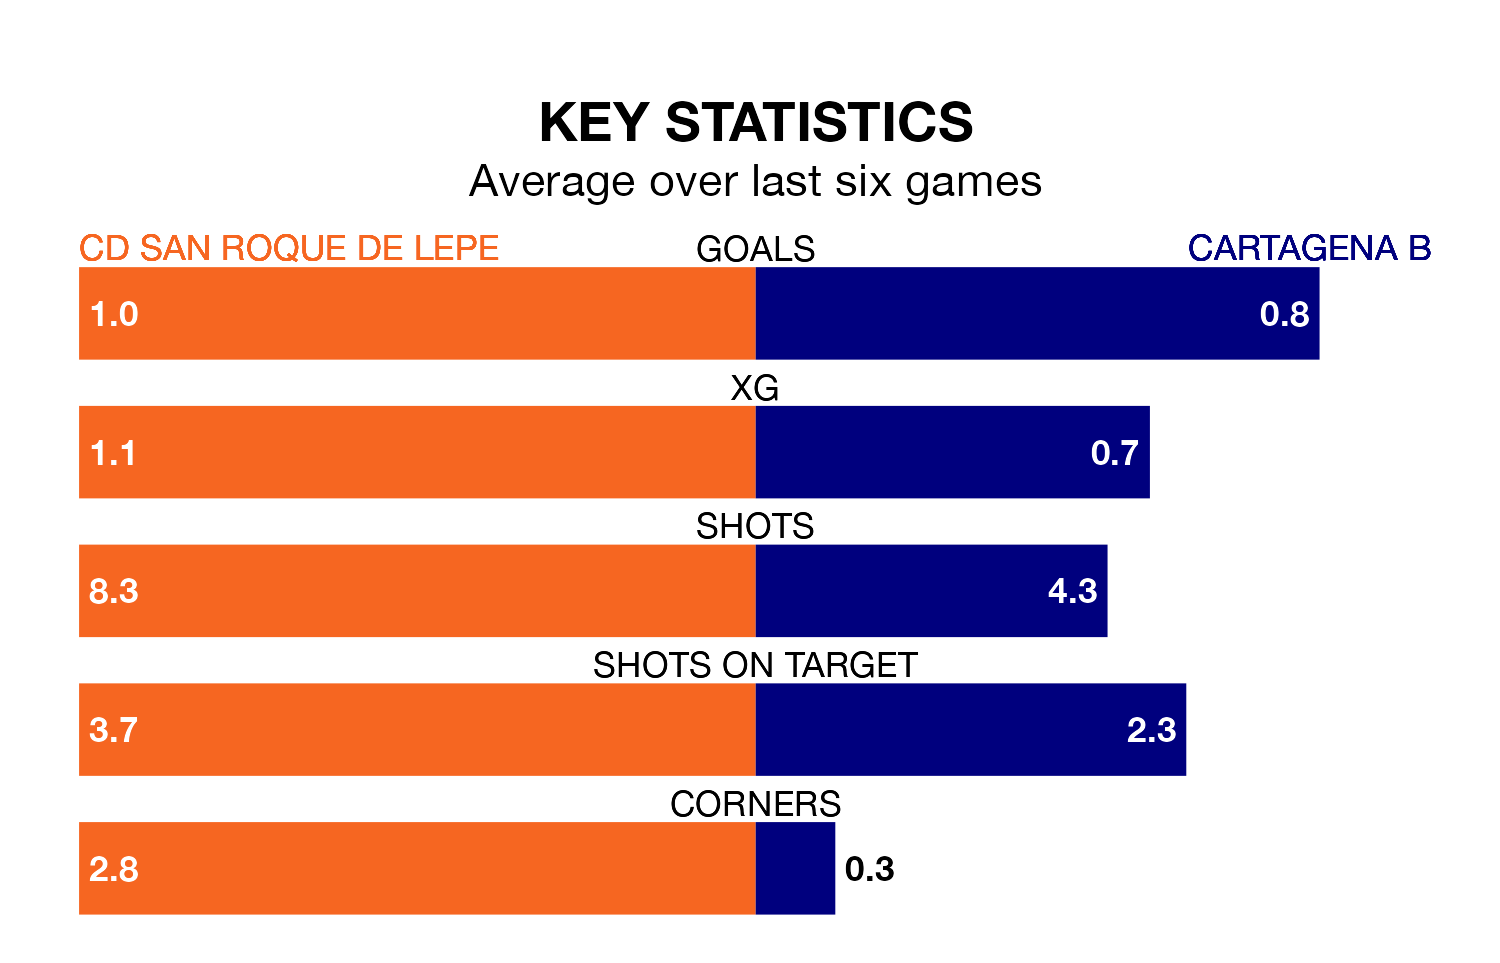 KEY STATISTICS
Average over last six games
CD SAN ROQUE DE LEPE GOALS CARTAGENA B
1.0 0.8
XG
1.1 0.7
SHOTS
8.3 4.3
SHOTS ON TARGET
3.7 2.3
CORNERS
2.8 0.3